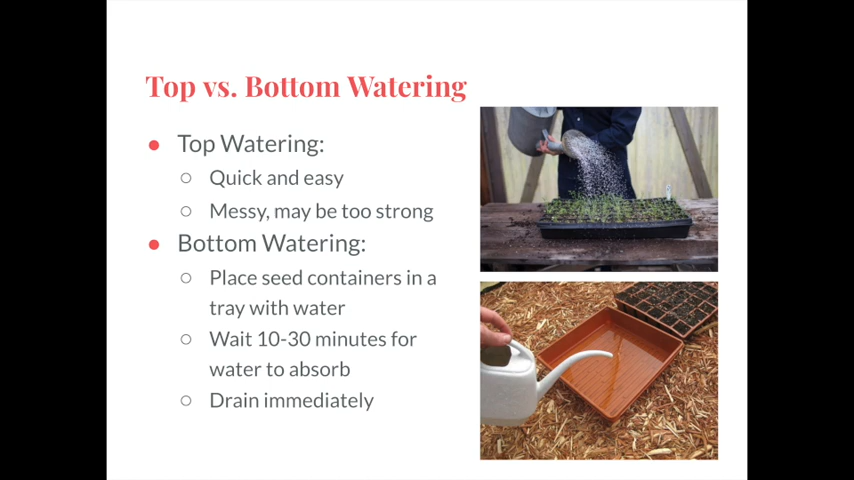 Top vs. Bottom Watering
● Top Watering:
○ Quick and easy
○ Messy, may be too strong
● Bottom Watering:
○ Place seed containers in a
tray with water
○ Wait 10-30 minutes for
water to absorb
○ Drain immediately